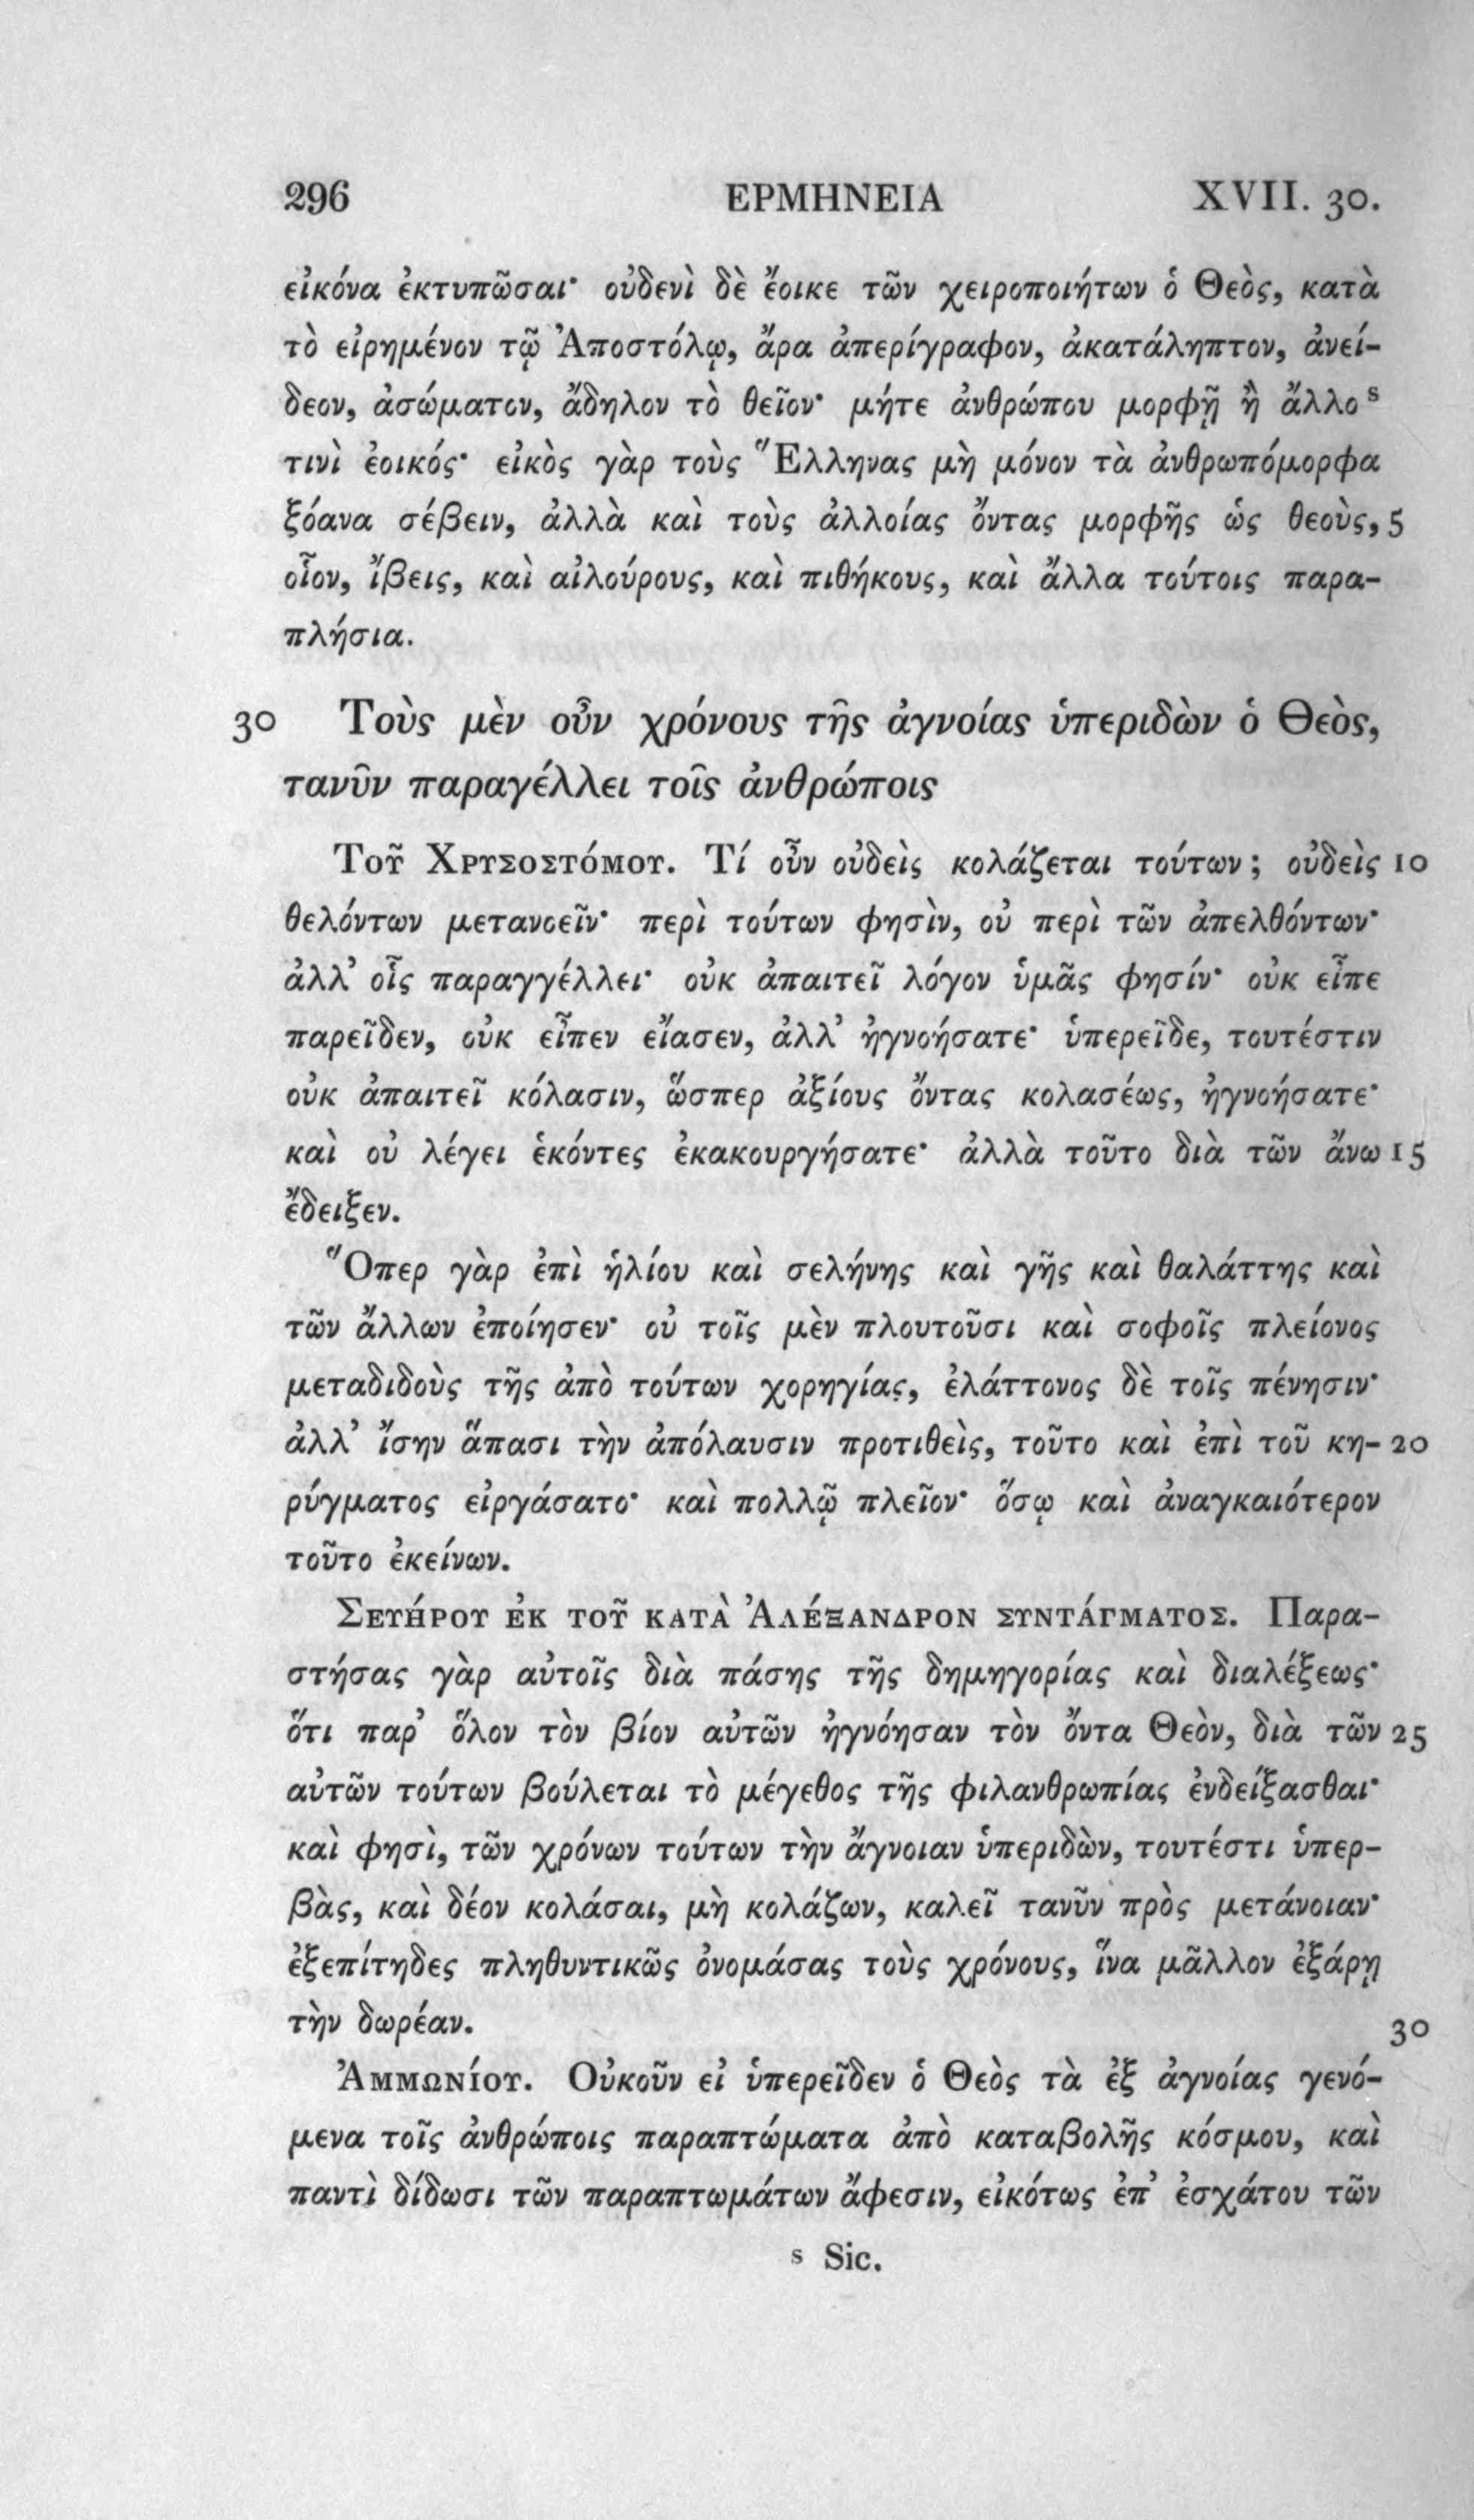 296 ΕΡΜΗΝΕΙΑ XVII. 30.
εἰκόνα ἐκτυπῶσαι· οὐδενὶ δὲ ἔοικε τῶν χειροποιήτων ὁ Θεὸς, κατὰ
τὸ εἰρημένον τῷ Ἀποστόλῳ, ἄρα ἀπερίγραφον, ἀκατάληπτον, ἀνεί-
δεον, ἀσώματον, ἄδηλον τὸ θεῖον· μήτε ἀνθρώπου μορφῇ ἢ ἄλλο s
τινὶ ἐοικός· εἰκὸς γὰρ τοὺς Ἕλληνας μὴ μόνον τὰ ἀνθρωπόμορφα
ξόανα σέβειν, ἀλλὰ καὶ τοὺς ἀλλοίας ὄντας μορφῆς ὡς θεοὺς, 5
οἷον, ἴβεις, καὶ αἰλούρους, καὶ πιθήκους, καὶ ἄλλα τούτοις παρα-
πλήσια.
30 Τοὺς μὲν οὖν χρόνους τῆς ἀγνοίας ὑπεριδὼν ὁ Θεὸς,
τανῦν παραγέλλει τοῖς ἀνθρώποις
Τοῦ Χρυσοστόμου. Τί οὖν οὐδεὶς κολάζεται τούτων; οὐδεὶς 10
θελόντων μετανοεῖν· περὶ τούτων φησὶν, οὐ περὶ τῶν ἀπελθόντων·
ἀλλ' οἷς παραγγέλλει· οὐκ ἀπαιτεῖ λόγον ὑμᾶς φησίν· οὐκ εἶπε
παρεῖδεν, οὐκ εἶπεν εἴασεν, ἀλλ' ἠγνοήσατε· ὑπερεῖδε, τουτέστιν
οὐκ ἀπαιτεῖ κόλασιν, ὥσπερ ἀξίους ὄντας κολασέως, ἠγνοήσατε·
καὶ οὐ λέγει ἑκόντες ἐκακουργήσατε· ἀλλὰ τοῦτο διὰ τῶν ἄνω 15
ἔδειξεν.
Ὅπερ γὰρ ἐπὶ ἡλίου καὶ σελήνης καὶ γῆς καὶ θαλάττης καὶ
τῶν ἄλλων ἐποίησεν· οὐ τοῖς μὲν πλουτοῦσι καὶ σοφοῖς πλείονος
μεταδιδοὺς τῆς ἀπὸ τούτων χορηγίας, ἐλάττονος δὲ τοῖς πένησιν·
ἀλλ' ἴσην ἅπασι τὴν ἀπόλαυσιν προτιθεὶς, τοῦτο καὶ ἐπὶ τοῦ κη- 20
ρύγματος εἰργάσατο· καὶ πολλῷ πλεῖον· ὅσῳ καὶ ἀναγκαιότερον
τοῦτο ἐκείνων.
Σευήρου ἐκ τοῦ κατὰ Ἀλέξανδρον συντάγματος. Παρα-
στήσας γὰρ αὐτοῖς διὰ πάσης τῆς δημηγορίας καὶ διαλέξεως·
ὅτι παρ' ὅλον τὸν βίον αὐτῶν ἠγνόησαν τὸν ὄντα Θεὸν, διὰ τῶν 25
αὐτῶν τούτων βούλεται τὸ μέγεθος τῆς φιλανθρωπίας ἐνδείξασθαι·
καὶ φησὶ, τῶν χρόνων τούτων τὴν ἄγνοιαν ὑπεριδὼν, τουτέστι ὑπερ-
βὰς, καὶ δέον κολάσαι, μὴ κολάζων, καλεῖ τανῦν πρὸς μετάνοιαν·
ἐξεπίτηδες πληθυντικῶς ὀνομάσας τοὺς χρόνους, ἵνα μᾶλλον ἐξάρῃ
τὴν δωρέαν. 30
Ἀμμωνίου. Οὐκοῦν εἰ ὑπερεῖδεν ὁ Θεὸς τὰ ἐξ ἀγνοίας γενό-
μενα τοῖς ἀνθρώποις παραπτώματα ἀπὸ καταβολῆς κόσμου, καὶ
παντὶ δίδωσι τῶν παραπτωμάτων ἄφεσιν, εἰκότως ἐπ' ἐσχάτου τῶν
s Sic.